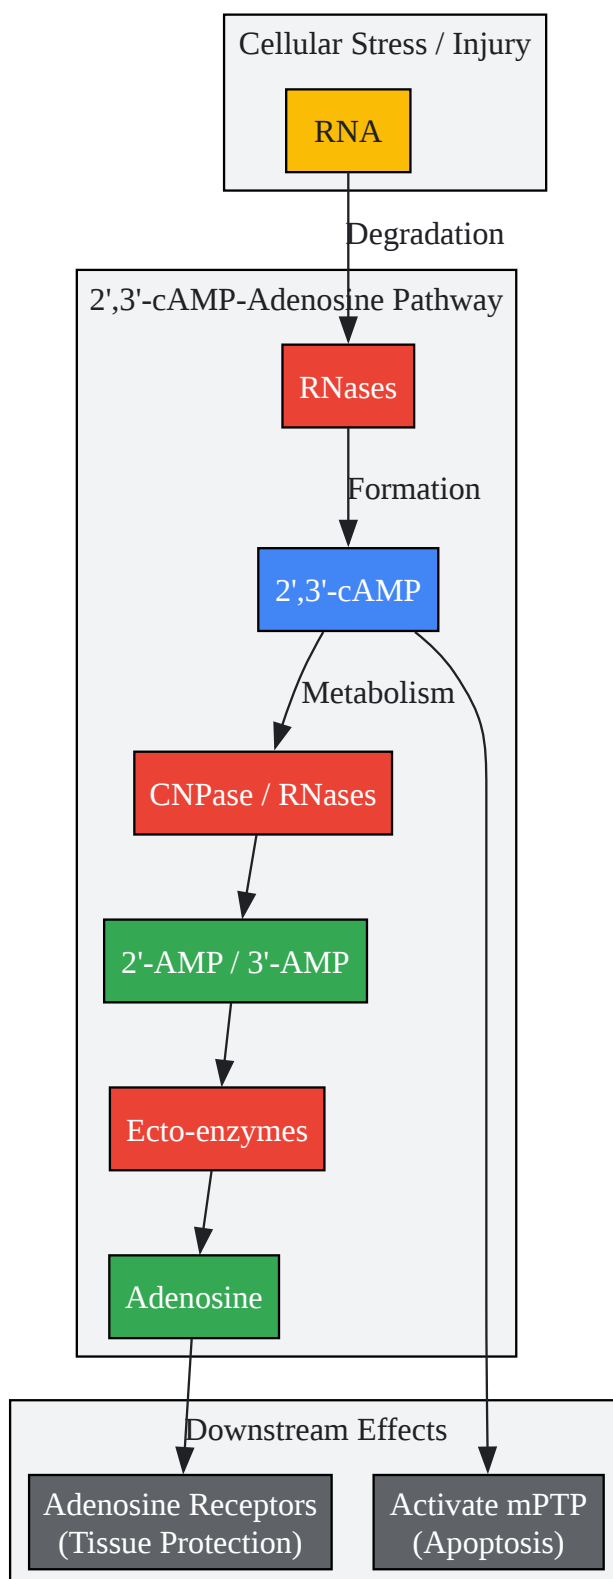 Cellular Stress / Injury
RNA
Degradation
2',3'-cAMP-Adenosine Pathway
RNases
Formation
2',3'-cAMP
Metabolism
CNPase / RNases
2'-AMP / 3'-AMP
Ecto-enzymes
Adenosine
Downstream Effects
Adenosine Receptors
(Tissue Protection)
Activate mPTP
(Apoptosis)